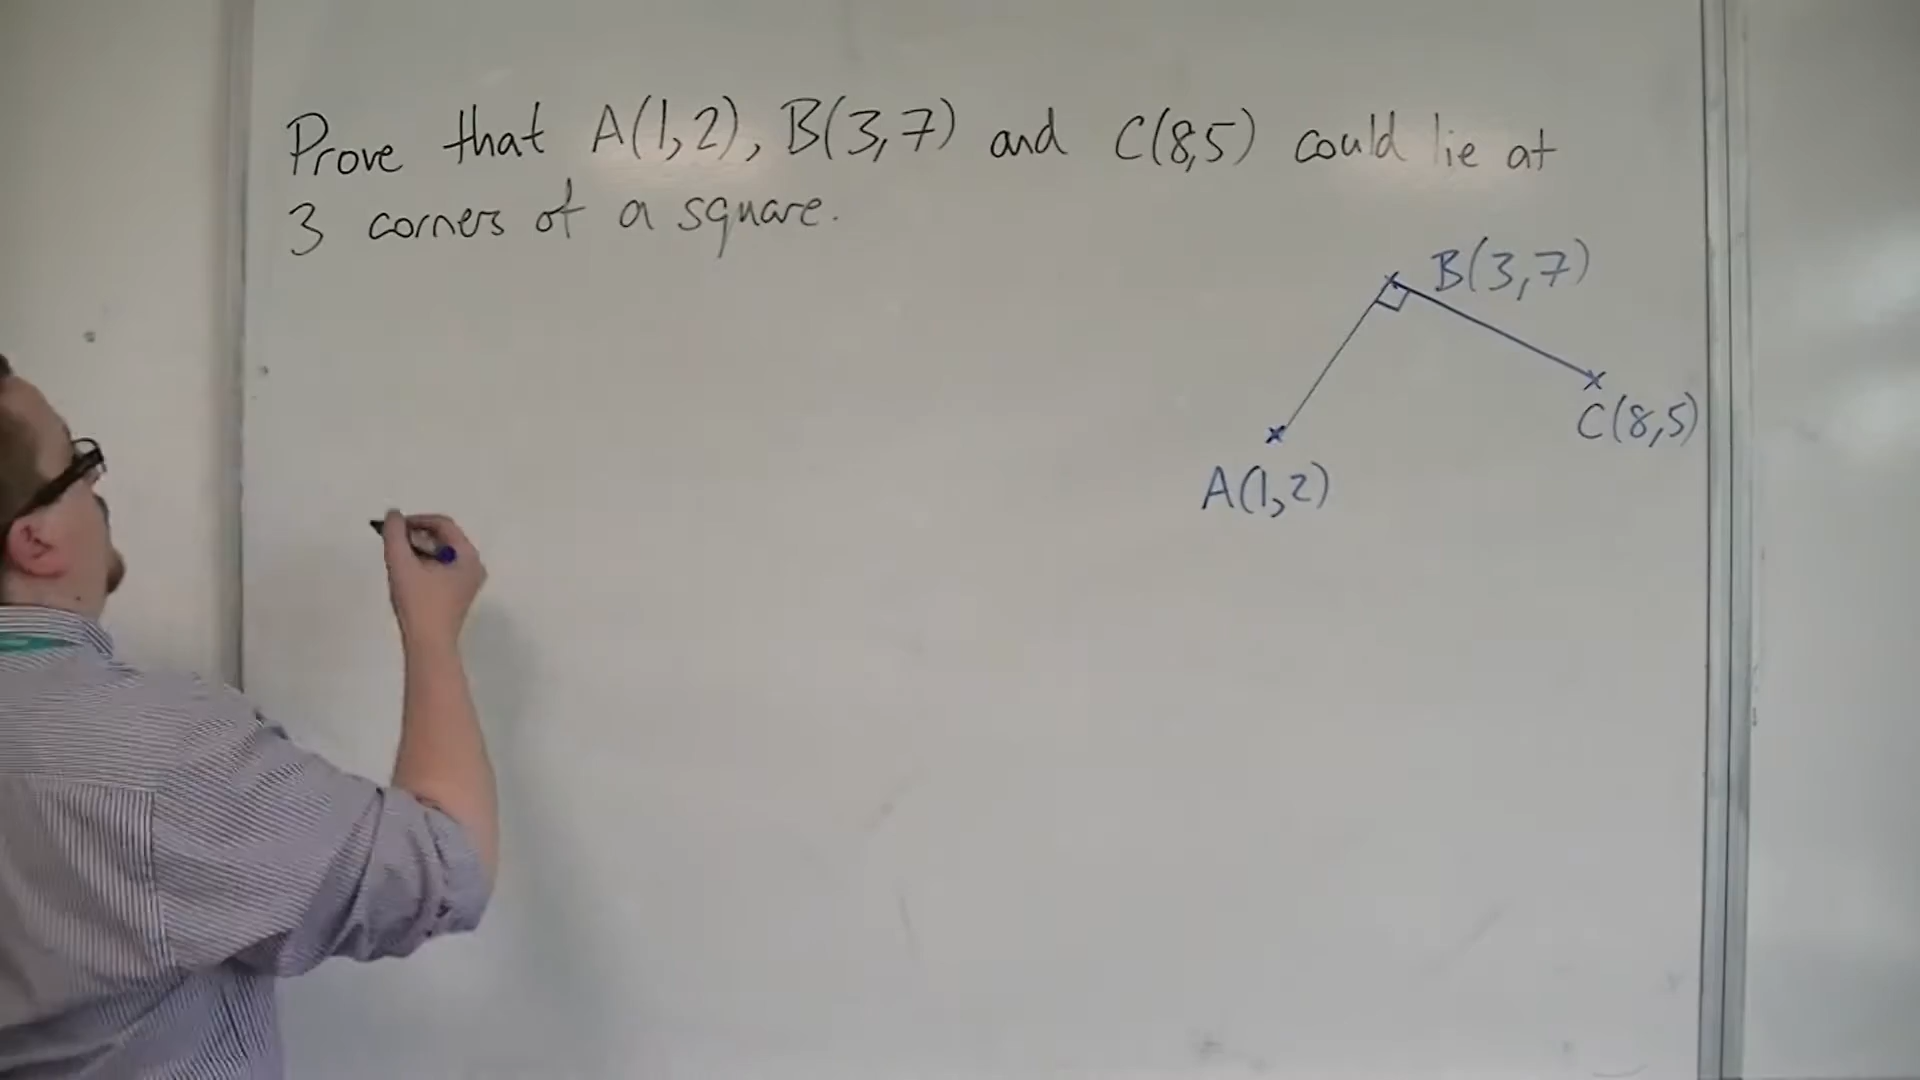 Prove that A(1,2), B(3,7) and C(8,5) could lie at
3 corners of a square.
B(3,7)
C(8,5)
A(1,2)